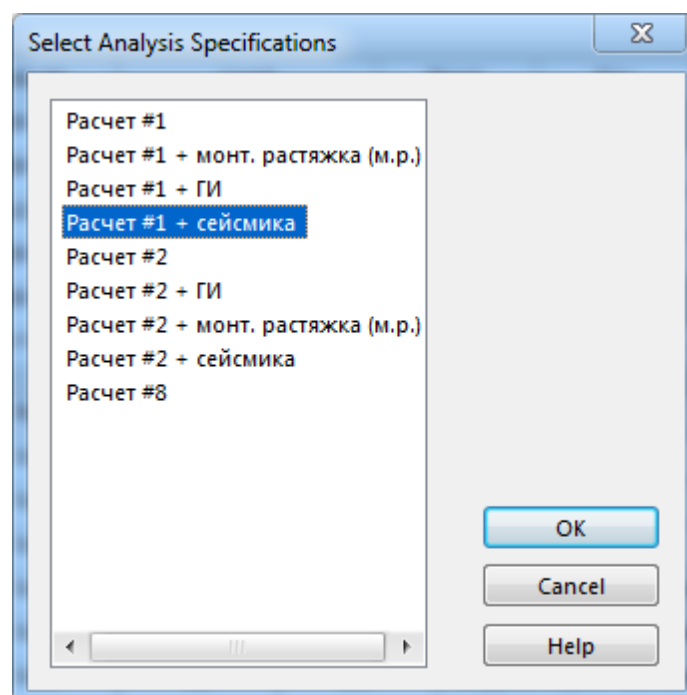 Select Analysis Specifications
Расчет #1
Расчет #1 + монт. растяжка (м.р.)
Расчет #1 + ГИ
Расчет #1 + сейсмика
Расчет #2
Расчет #2 + ГИ
Расчет #2 + монт. растяжка (м.р.)
Расчет #2 + сейсмика
Расчет #8
OK
Cancel
Help